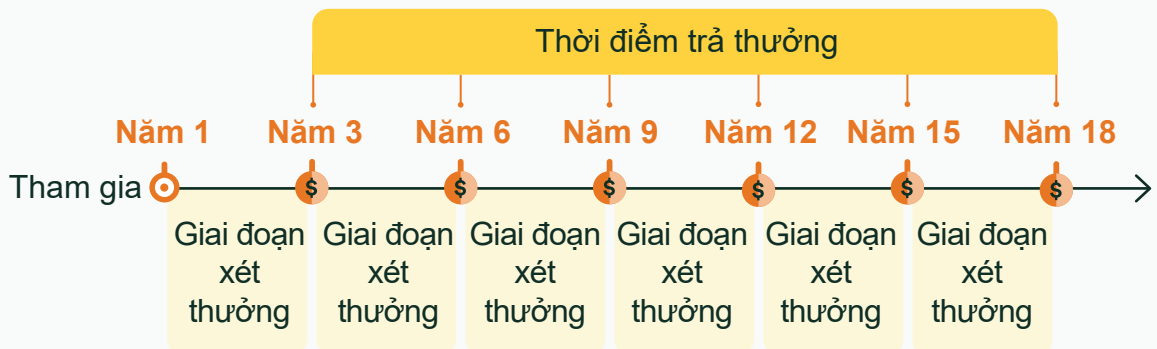 Thời điểm trả thưởng
Năm 1 Năm 3 Năm 6 Năm 9 Năm 12 Năm 15 Năm 18
Tham gia $ $ $ $ $ $
Giai đoạn Giai đoạn Giai đoạn Giai đoạn Giai đoạn Giai đoạn
xét xét xét xét xét xét
thưởng thưởng thưởng thưởng thưởng thưởng